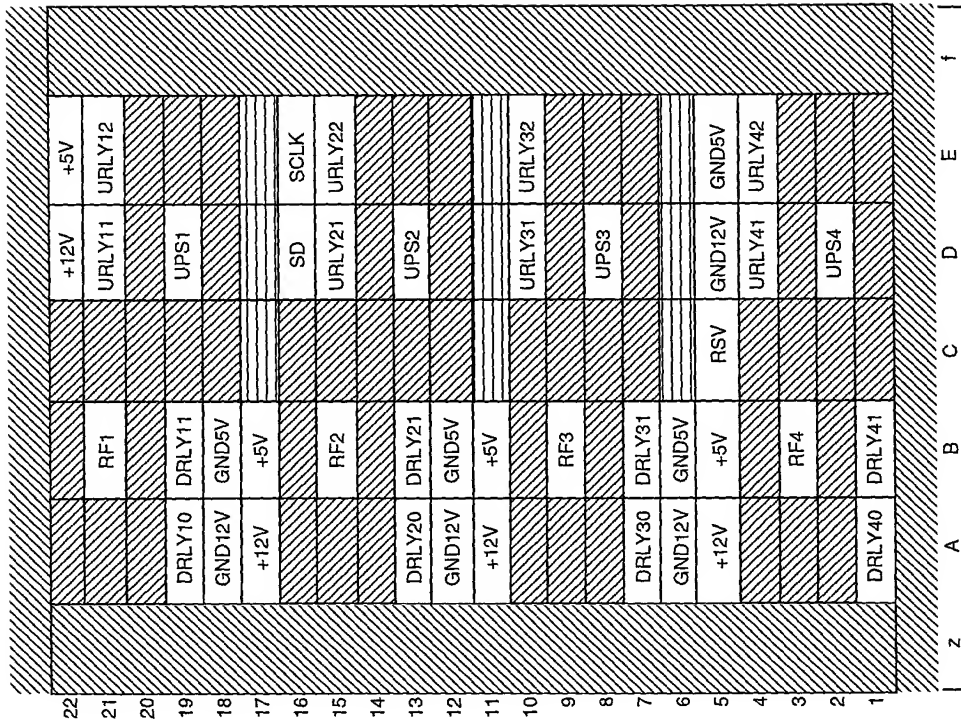 22 +12V +5V
21 RF1 URLY11 URLY12
20
19 DRLY10 DRLY11 UPS1
18 GND12V GND5V
17 +12V +5V
16 SD SCLK
15 RF2 URLY21 URLY22
14
13 DRLY20 DRLY21 UPS2
12 GND12V GND5V
11 +12V +5V
10 URLY31 URLY32
9 RF3
8 UPS3
7 DRLY30 DRLY31
6 GND12V GND5V
5 +12V +5V RSV GND12V GND5V
4 URLY41 URLY42
3 RF4
2 UPS4
1 DRLY40 DRLY41
z A B C D E f